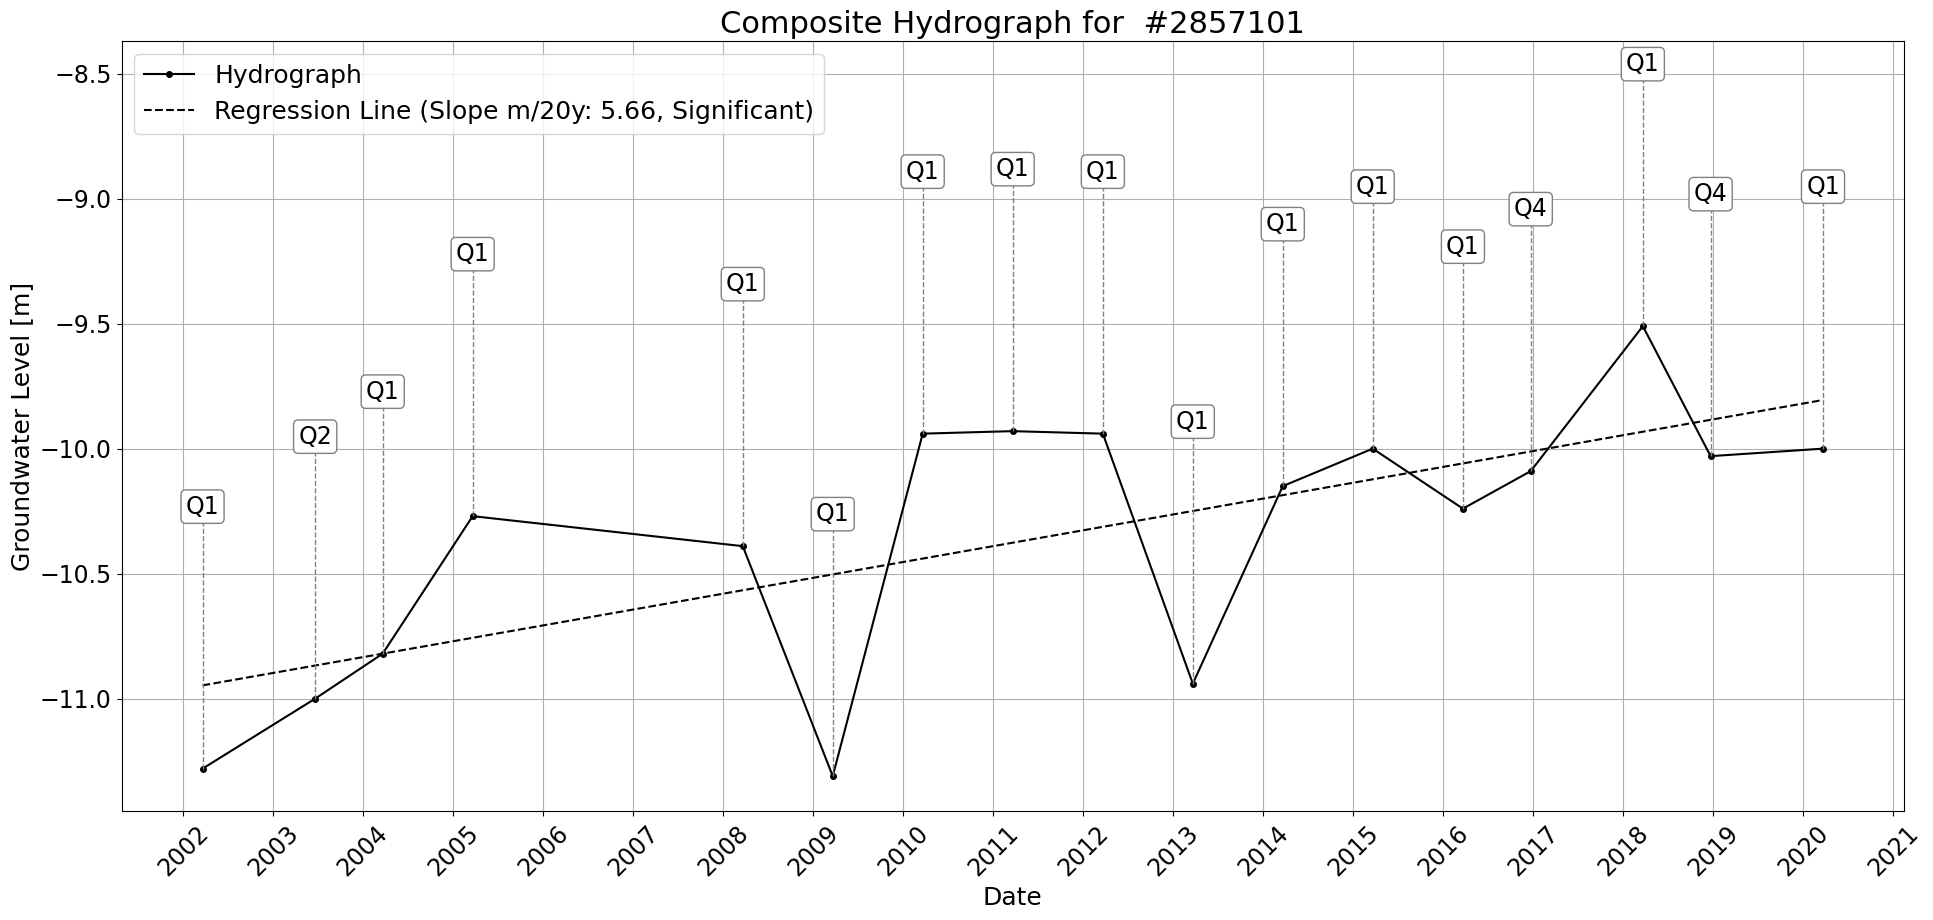 Composite Hydrograph for  #2857101
Hydrograph
Regression Line (Slope m/20y: 5.66, Significant)
Groundwater Level [m]
−8.5
−9.0
−9.5
−10.0
−10.5
−11.0
Q1
Q2
Q1
Q1
Q1
Q1
Q1
Q1
Q1
Q1
Q1
Q1
Q1
Q4
Q1
Q4
Q1
2002
2003
2004
2005
2006
2007
2008
2009
2010
2011
2012
2013
2014
2015
2016
2017
2018
2019
2020
2021
Date